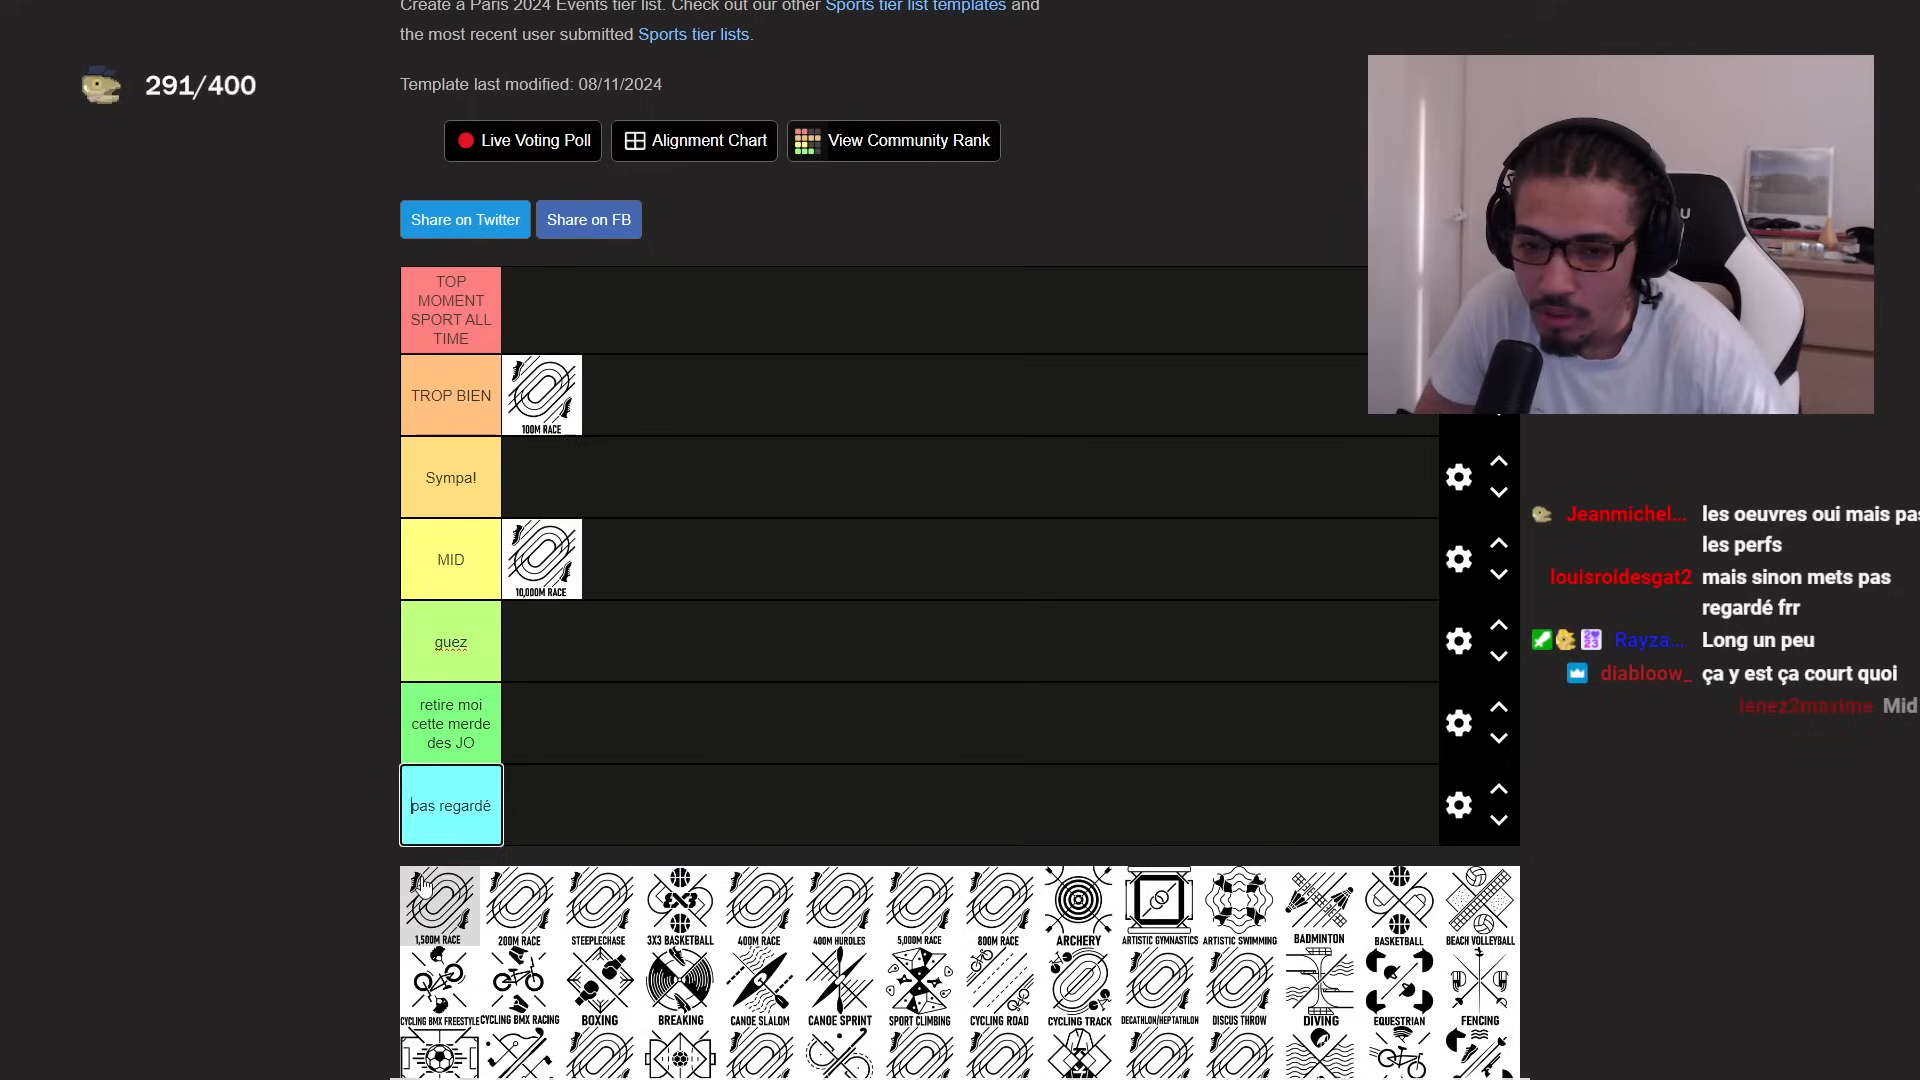 Create a Paris 2024 Events tier list. Check out our other Sports tier list templates and
the most recent user submitted Sports tier lists.
291/400
Template last modified: 08/11/2024
Live Voting Poll
Alignment Chart
View Community Rank
Share on Twitter
Share on FB
TOP
MOMENT
SPORT ALL
TIME
TROP BIEN
100M RACE
Sympa!
MID
10,000M RACE
guez
retire moi
cette merde
des JO
pas regardé
Jeanmichel... les oeuvres oui mais pas
les perfs
louisroidesgat2 mais sinon mets pas
regardé frr
Rayza... Long un peu
diabloow_ ça y est ça court quoi
lenez2maxime Mid
1,500M RACE 200M RACE STEEPLECHASE 3X3 BASKETBALL 400M RACE 400M HURDLES 5,000M RACE 800M RACE ARCHERY ARTISTIC GYMNASTICS ARTISTIC SWIMMING BADMINTON BASKETBALL BEACH VOLLEYBALL
CYCLING BMX FREESTYLE CYCLING BMX RACING BOXING BREAKING CANOE SLALOM CANOE SPRINT SPORT CLIMBING CYCLING ROAD CYCLING TRACK DECATHLON/HEPTATHLON DISCUS THROW DIVING EQUESTRIAN FENCING